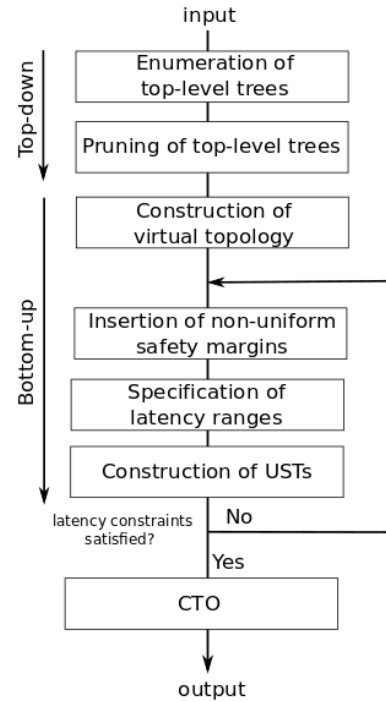 input
Top-down
Enumeration of
top-level trees
Pruning of top-level trees
Bottom-up
Construction of
virtual topology
Insertion of non-uniform
safety margins
Specification of
latency ranges
Construction of USTs
latency constraints
satisfied?
No
Yes
CTO
output